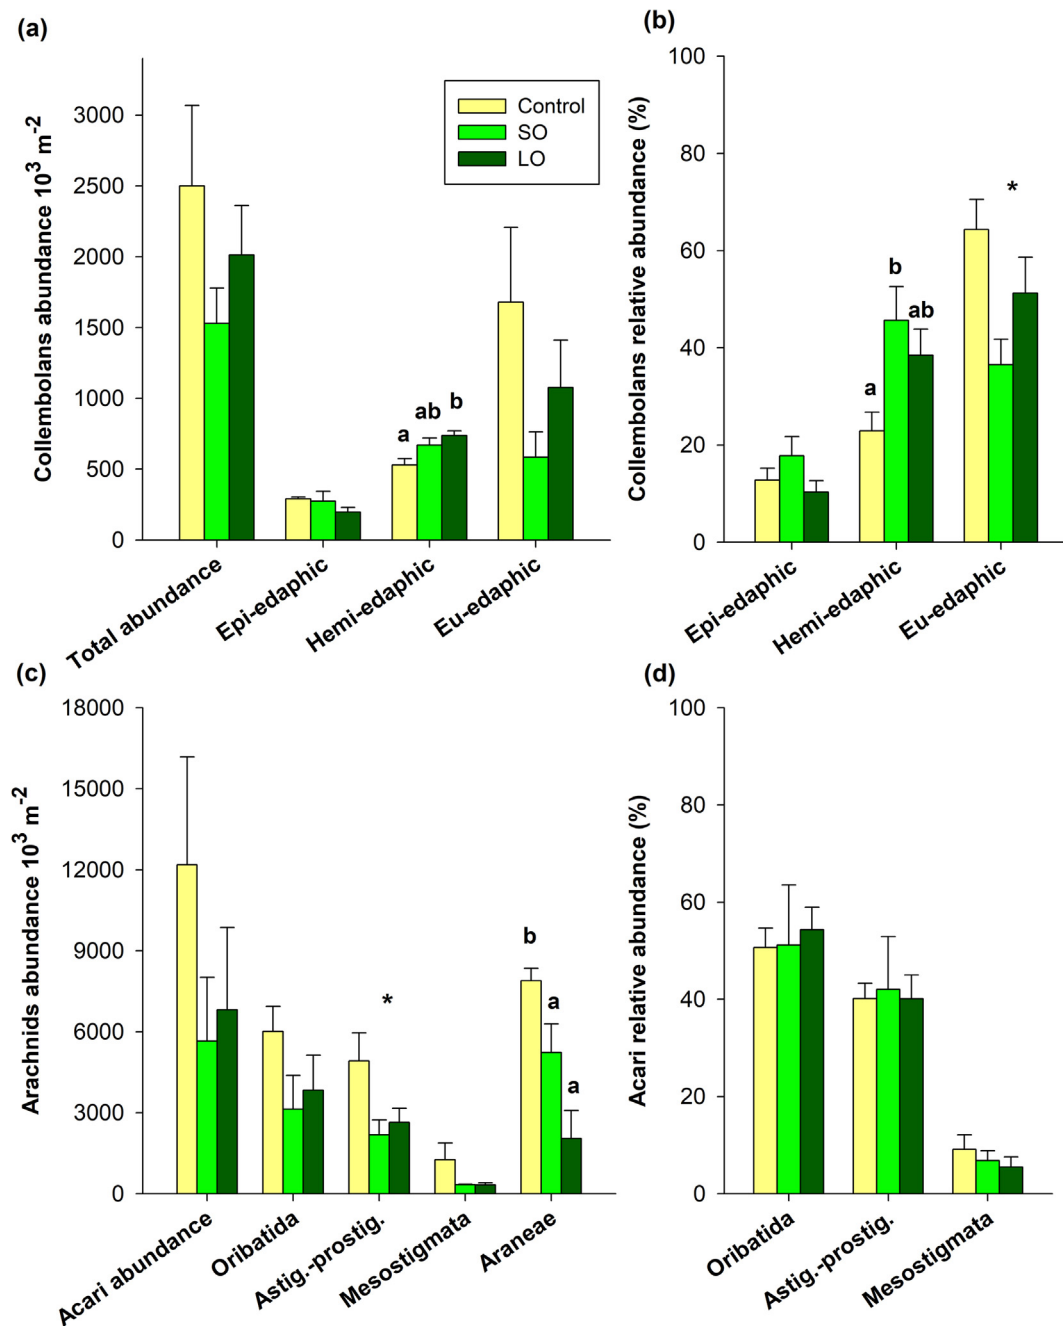 (a)
Collembolans abundance 10³ m⁻²
3000
2500
2000
1500
1000
500
0
Control
SO
LO
a
ab
b
Total abundance
Epi-edaphic
Hemi-edaphic
Eu-edaphic
(b)
Collembolans relative abundance (%)
100
80
60
40
20
0
a
b
ab
*
Epi-edaphic
Hemi-edaphic
Eu-edaphic
(c)
Arachnids abundance 10³ m⁻²
18000
15000
12000
9000
6000
3000
0
*
b
a
a
Acari abundance
Oribatida
Astig.-prostig.
Mesostigmata
Araneae
(d)
Acari relative abundance (%)
100
80
60
40
20
0
Oribatida
Astig.-prostig.
Mesostigmata